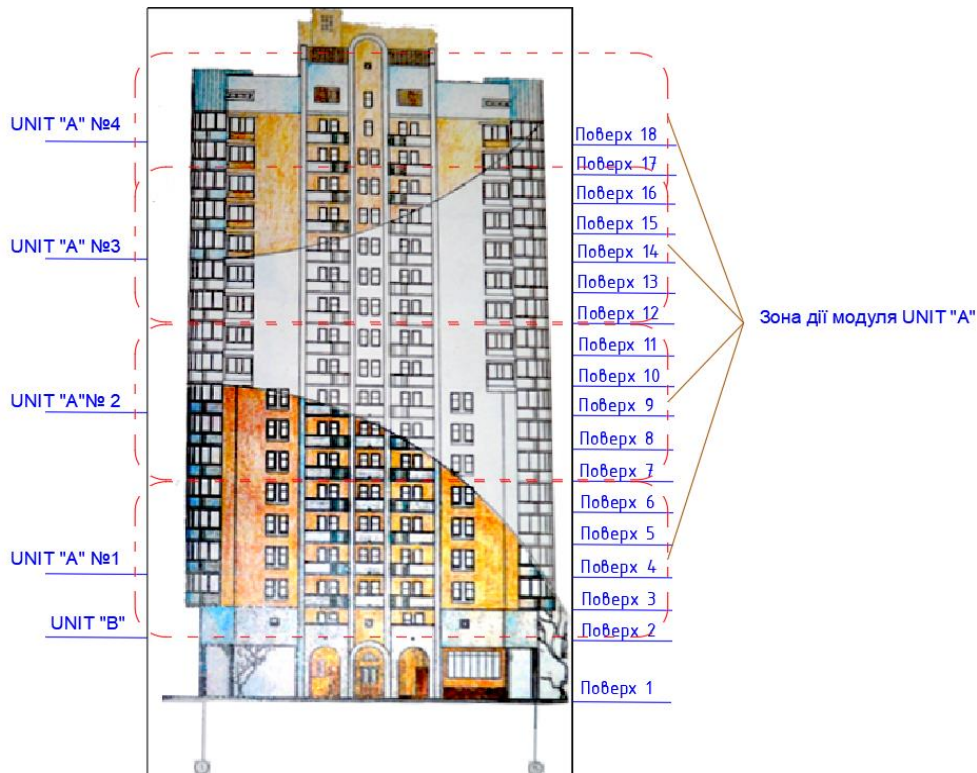 UNIT "A" №4
UNIT "A" №3
UNIT "A"№ 2
UNIT "A" №1
UNIT "B"
Поверх 18
Поверх 17
Поверх 16
Поверх 15
Поверх 14
Поверх 13
Поверх 12
Поверх 11
Поверх 10
Поверх 9
Поверх 8
Поверх 7
Поверх 6
Поверх 5
Поверх 4
Поверх 3
Поверх 2
Поверх 1
Зона дії модуля UNIT "A"